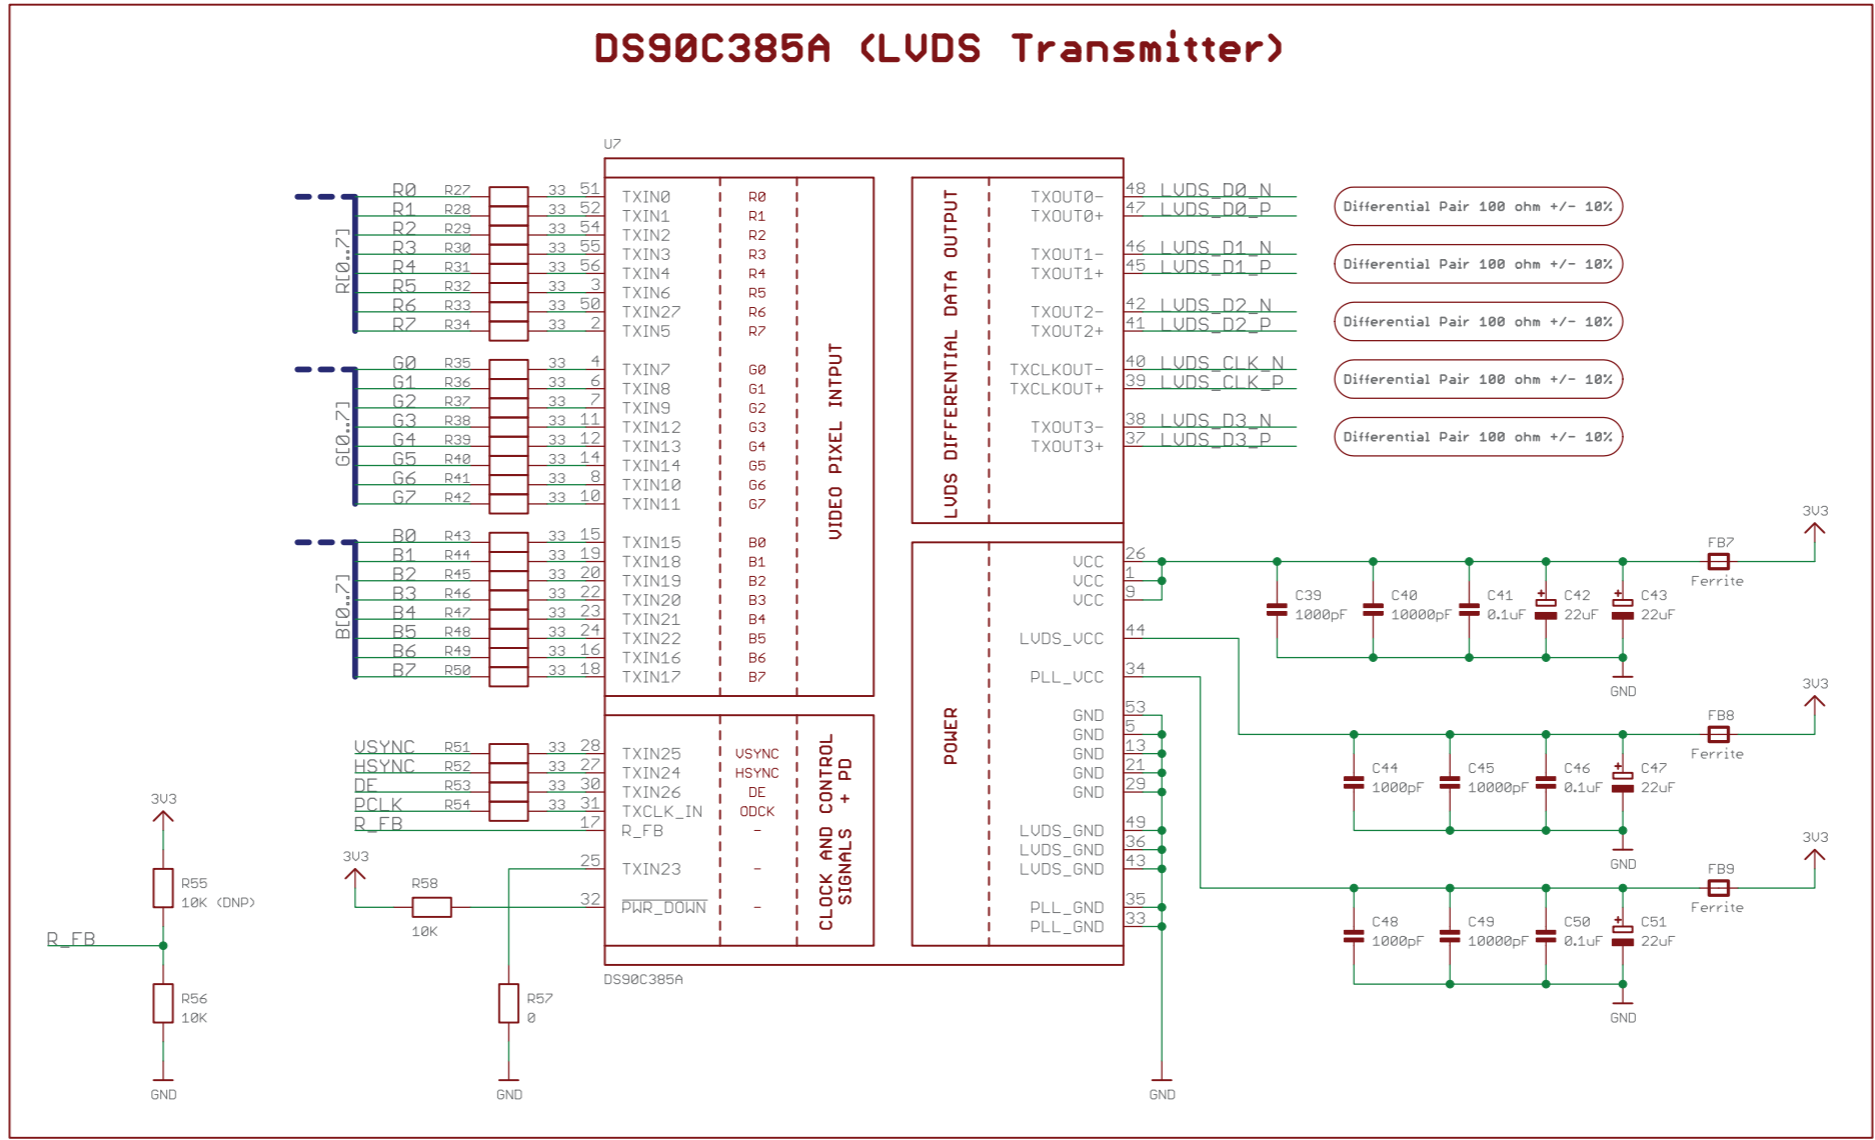 DS90C385A (LVDS Transmitter)
U7
R0 R27 33 51 TXIN0 R0
R1 R28 33 52 TXIN1 R1
R2 R29 33 54 TXIN2 R2
R3 R30 33 55 TXIN3 R3
R4 R31 33 56 TXIN4 R4
R5 R32 33 3 TXIN6 R5
R6 R33 33 50 TXIN27 R6
R7 R34 33 2 TXIN5 R7
R[0..7]
G0 R35 33 4 TXIN7 G0
G1 R36 33 6 TXIN8 G1
G2 R37 33 7 TXIN9 G2
G3 R38 33 11 TXIN12 G3
G4 R39 33 12 TXIN13 G4
G5 R40 33 14 TXIN14 G5
G6 R41 33 8 TXIN10 G6
G7 R42 33 10 TXIN11 G7
G[0..7]
B0 R43 33 15 TXIN15 B0
B1 R44 33 19 TXIN18 B1
B2 R45 33 20 TXIN19 B2
B3 R46 33 22 TXIN20 B3
B4 R47 33 23 TXIN21 B4
B5 R48 33 24 TXIN22 B5
B6 R49 33 16 TXIN16 B6
B7 R50 33 18 TXIN17 B7
B[0..7]
VIDEO PIXEL INTPUT
VSYNC R51 33 28 TXIN25 VSYNC
HSYNC R52 33 27 TXIN24 HSYNC
DE R53 33 30 TXIN26 DE
PCLK R54 33 31 TXCLK_IN ODCK
R_FB 17 R_FB -
25 TXIN23 -
3V3
R58
10K
32 PWR_DOWN -
CLOCK AND CONTROL
SIGNALS + PD
DS90C385A
R57
0
GND
3V3
R55
10K (DNP)
R_FB
R56
10K
GND
LVDS DIFFERENTIAL DATA OUTPUT
TXOUT0- 48 LVDS_D0_N
TXOUT0+ 47 LVDS_D0_P
Differential Pair 100 ohm +/- 10%
TXOUT1- 46 LVDS_D1_N
TXOUT1+ 45 LVDS_D1_P
Differential Pair 100 ohm +/- 10%
TXOUT2- 42 LVDS_D2_N
TXOUT2+ 41 LVDS_D2_P
Differential Pair 100 ohm +/- 10%
TXCLKOUT- 40 LVDS_CLK_N
TXCLKOUT+ 39 LVDS_CLK_P
Differential Pair 100 ohm +/- 10%
TXOUT3- 38 LVDS_D3_N
TXOUT3+ 37 LVDS_D3_P
Differential Pair 100 ohm +/- 10%
POWER
VCC 26
VCC 1
VCC 9
LVDS_VCC 44
PLL_VCC 34
GND 53
GND 5
GND 13
GND 21
GND 29
LVDS_GND 49
LVDS_GND 36
LVDS_GND 43
PLL_GND 35
PLL_GND 33
GND
3V3
FB7
Ferrite
C39 C40 C41 C42 C43
1000pF 10000pF 0.1uF + 22uF + 22uF
GND
3V3
FB8
Ferrite
C44 C45 C46 C47
1000pF 10000pF 0.1uF + 22uF
GND
3V3
FB9
Ferrite
C48 C49 C50 C51
1000pF 10000pF 0.1uF + 22uF
GND